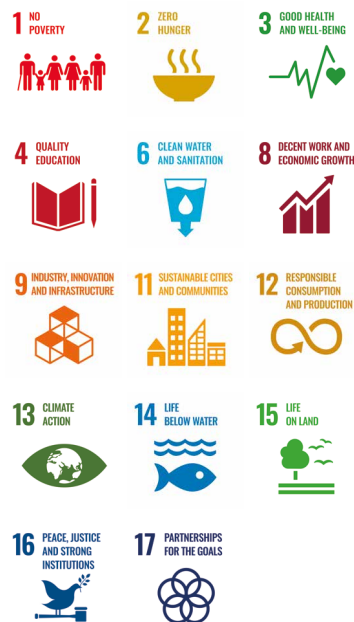 1 NO
POVERTY
2 ZERO
HUNGER
3 GOOD HEALTH
AND WELL-BEING
4 QUALITY
EDUCATION
6 CLEAN WATER
AND SANITATION
8 DECENT WORK AND
ECONOMIC GROWTH
9 INDUSTRY, INNOVATION
AND INFRASTRUCTURE
11 SUSTAINABLE CITIES
AND COMMUNITIES
12 RESPONSIBLE
CONSUMPTION
AND PRODUCTION
13 CLIMATE
ACTION
14 LIFE
BELOW WATER
15 LIFE
ON LAND
16 PEACE, JUSTICE
AND STRONG
INSTITUTIONS
17 PARTNERSHIPS
FOR THE GOALS